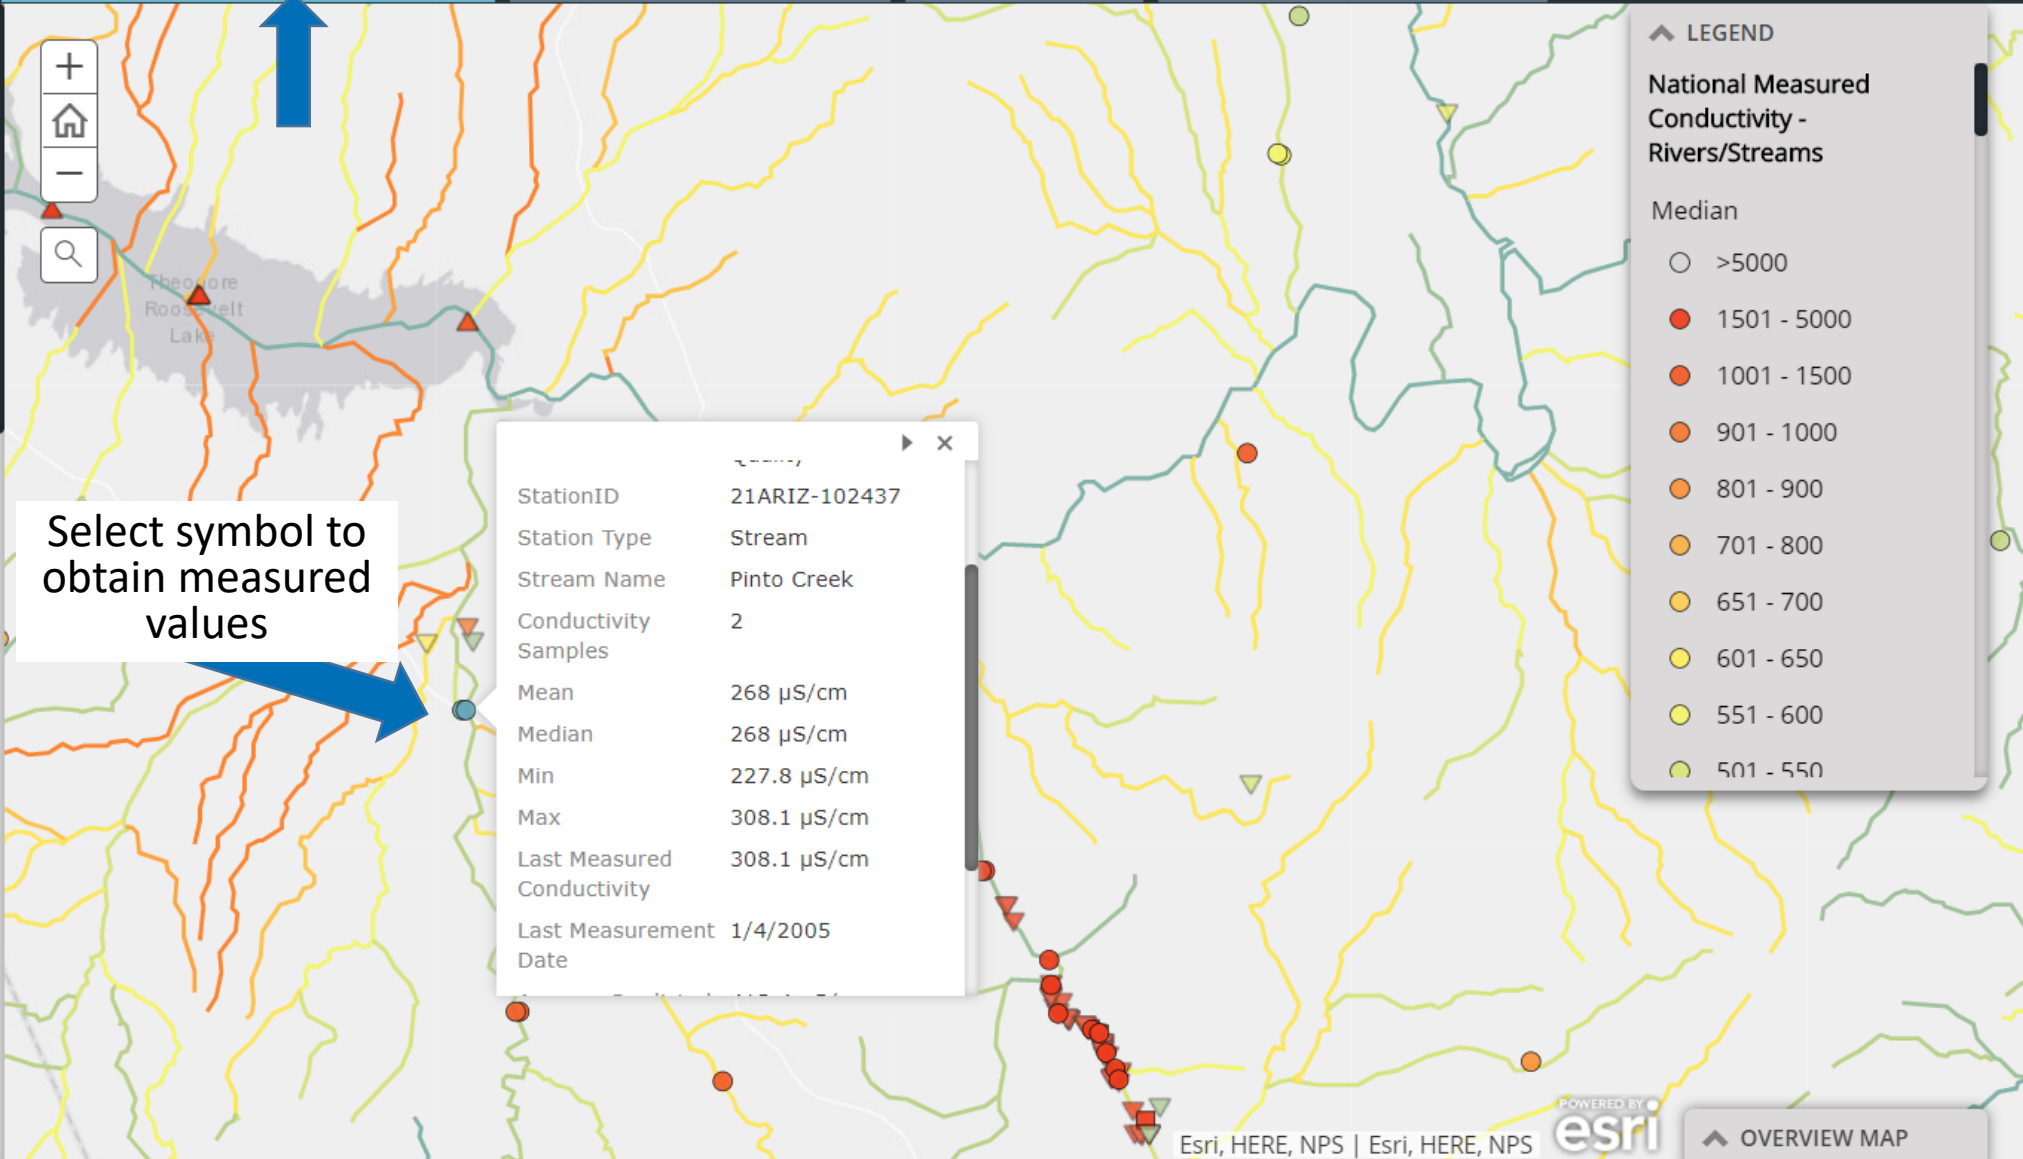 LEGEND
National Measured
Conductivity -
Rivers/Streams
Median
>5000
1501 - 5000
1001 - 1500
901 - 1000
801 - 900
701 - 800
651 - 700
601 - 650
551 - 600
501 - 550
Theodore
Roosevelt
Lake
Select symbol to
obtain measured
values
StationID 21ARIZ-102437
Station Type Stream
Stream Name Pinto Creek
Conductivity 2
Samples
Mean 268 µS/cm
Median 268 µS/cm
Min 227.8 µS/cm
Max 308.1 µS/cm
Last Measured 308.1 µS/cm
Conductivity
Last Measurement 1/4/2005
Date
Esri, HERE, NPS | Esri, HERE, NPS
POWERED BY
esri
OVERVIEW MAP